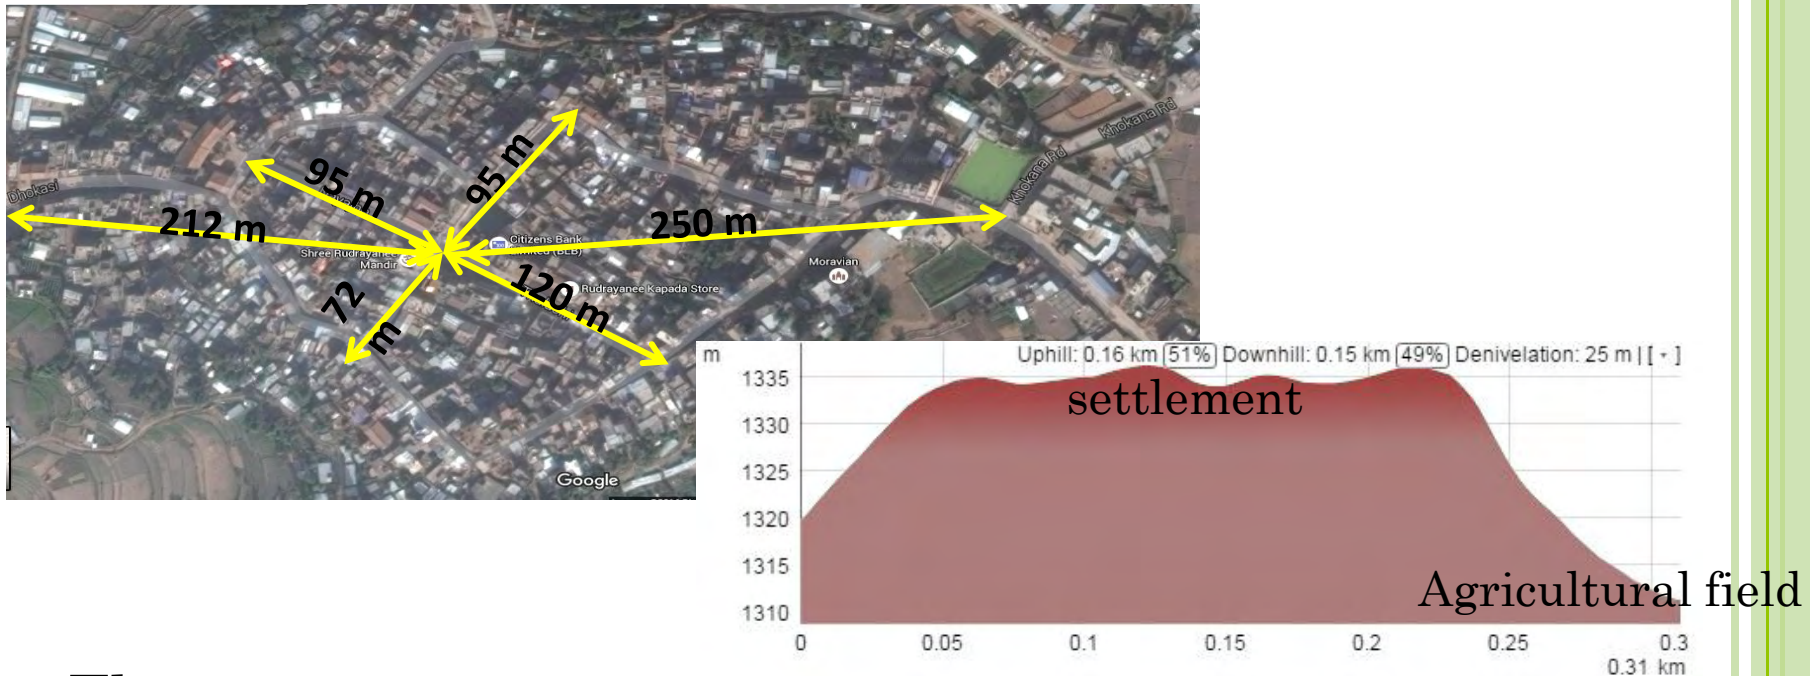 Khokana Rd
Khokana Rd
Dhokasi
95 m
95 m
212 m
250 m
Citizens Bank
Shree Rudrayanee
Mandir
Moravian
Rudrayanee Kapada Store
120 m
72
m
Google
m
Uphill: 0.16 km 51% Downhill: 0.15 km 49% Denivelation: 25 m | [ - ]
1335
settlement
1330
1325
1320
1315
Agricultural field
1310
0 0.05 0.1 0.15 0.2 0.25 0.3
0.31 km